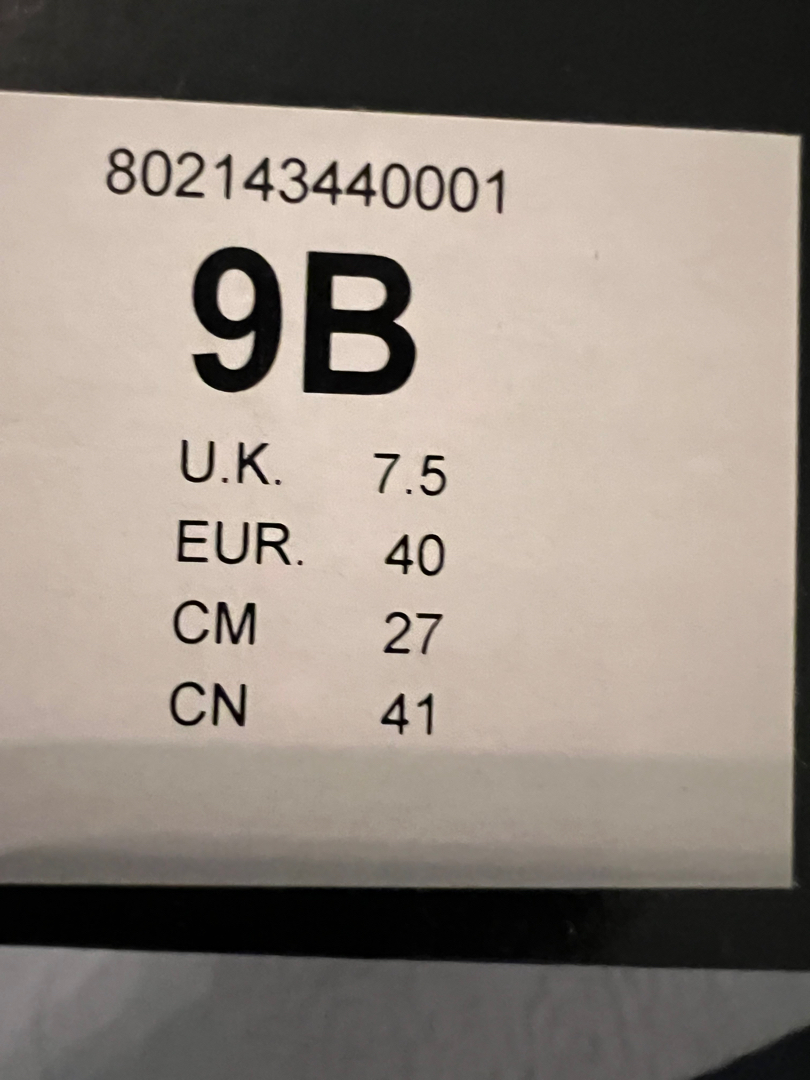 802143440001
9B
U.K. 7.5
EUR. 40
CM 27
CN 41